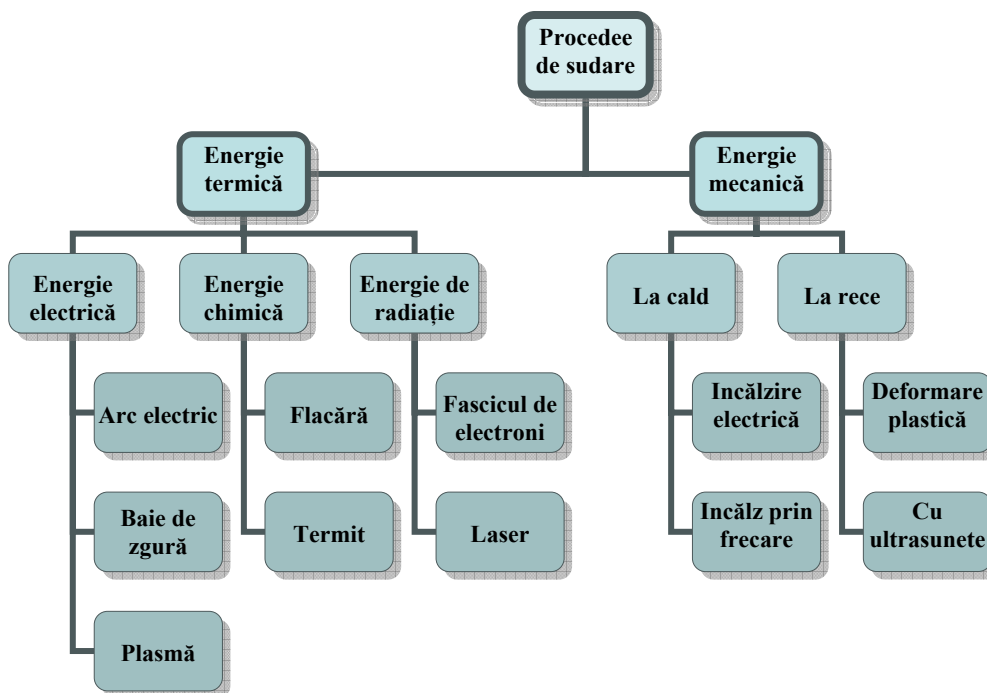 Procedee
de sudare
Energie
termică
Energie
mecanică
Energie
electrică
Energie
chimică
Energie de
radiație
La cald
La rece
Arc electric
Flacără
Fascicul de
electroni
Incălzire
electrică
Deformare
plastică
Baie de
zgură
Termit
Laser
Incălz prin
frecare
Cu
ultrasunete
Plasmă